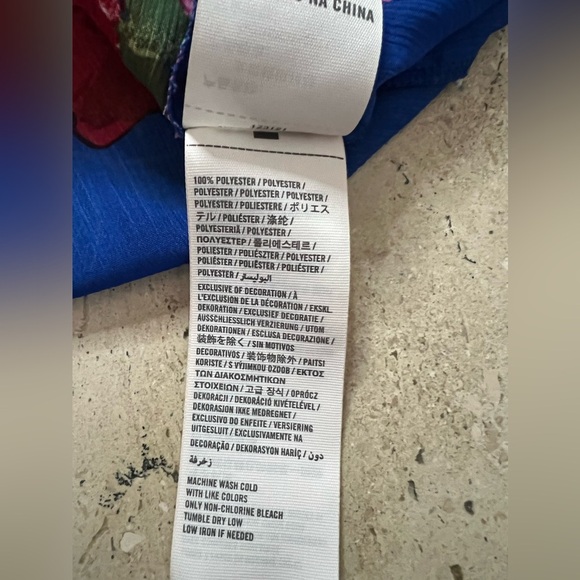 NA CHINA
100% POLYESTER / POLYESTER /
POLYESTER / POLYESTER / POLYESTER /
POLYESTER / POLIESTERE / ポリエス
テル / POLIÉSTER / 涤纶 /
POLYESTERIÄ / POLYESTER /
ΠΟΛΥΕΣΤΕΡ / 폴리에스테르 /
POLIESTER / POLIÉSZTER / POLYESTER /
POLIÉSTER / POLIÉSTER / POLIÉSTER /
POLYESTER / البوليستر
EXCLUSIVE OF DECORATION / À
L'EXCLUSION DE LA DÉCORATION / EKSKL.
DEKORATION / EXCLUSIEF DECORATIE /
AUSSCHLIESSLICH VERZIERUNG / UTOM
DEKORATIONEN / ESCLUSA DECORAZIONE /
装飾を除く / SIN MOTIVOS
DECORATIVOS / 装饰物除外 / PAITSI
KORISTE / S VÝJIMKOU OZDOB / ΕΚΤΟΣ
ΤΩΝ ΔΙΑΚΟΣΜΗΤΙΚΩΝ
ΣΤΟΙΧΕΙΩΝ / 고급 장식 / OPRÓCZ
DEKORACJI / DEKORÁCIÓ KIVÉTELÉVEL /
DEKORASJON IKKE MEDREGNET /
EXCLUSIVO DO ENFEITE / VERSIERING
UITGESLUIT / EXCLUSIVAMENTE NA
DECORAÇÃO / DEKORASYON HARİÇ / دون
زخرفة
MACHINE WASH COLD
WITH LIKE COLORS
ONLY NON-CHLORINE BLEACH
TUMBLE DRY LOW
LOW IRON IF NEEDED